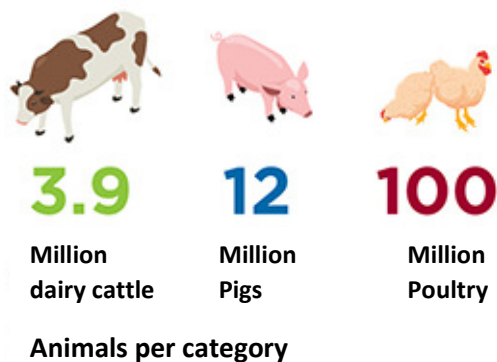 3.9 12 100
Million Million Million
dairy cattle Pigs Poultry
Animals per category